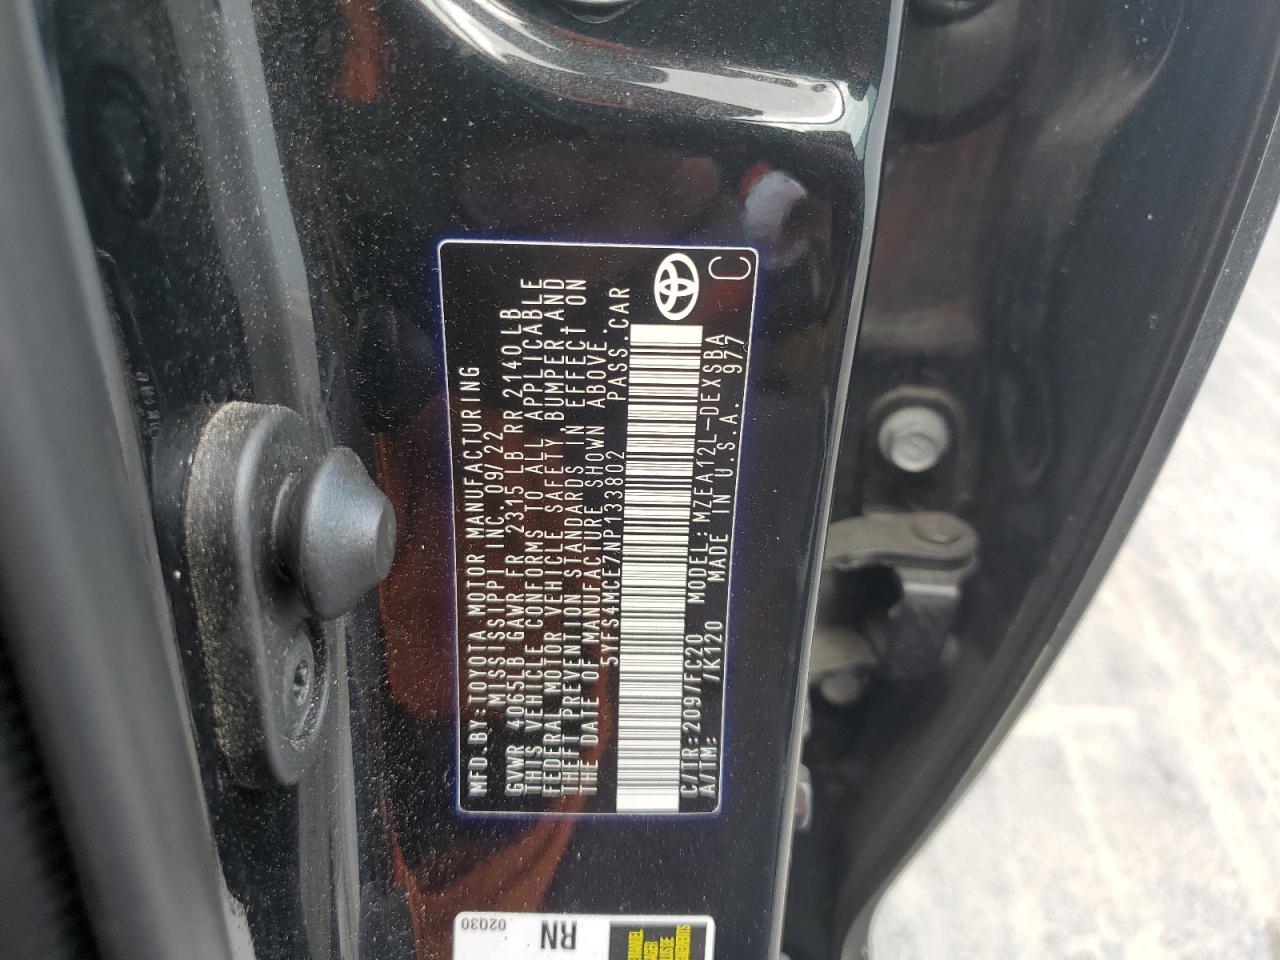 MFD.BY:TOYOTA MOTOR MANUFACTURING
MISSISSIPPI INC. 09/22
GVWR 4065LB GAWR FR 2315 LB RR 2140LB
THIS VEHICLE CONFORMS TO ALL APPLICABLE
FEDERAL MOTOR VEHICLE SAFETY BUMPER AND
THEFT PREVENTION STANDARDS IN EFFECT ON
THE DATE OF MANUFACTURE SHOWN ABOVE.
5YFS4MCE7NP133802 PASS.CAR
C/TR:209/FC20 MODEL:MZEA12L-DEXSBA
A/TM: /K120 MADE IN U.S.A. 977
C
02030
RN